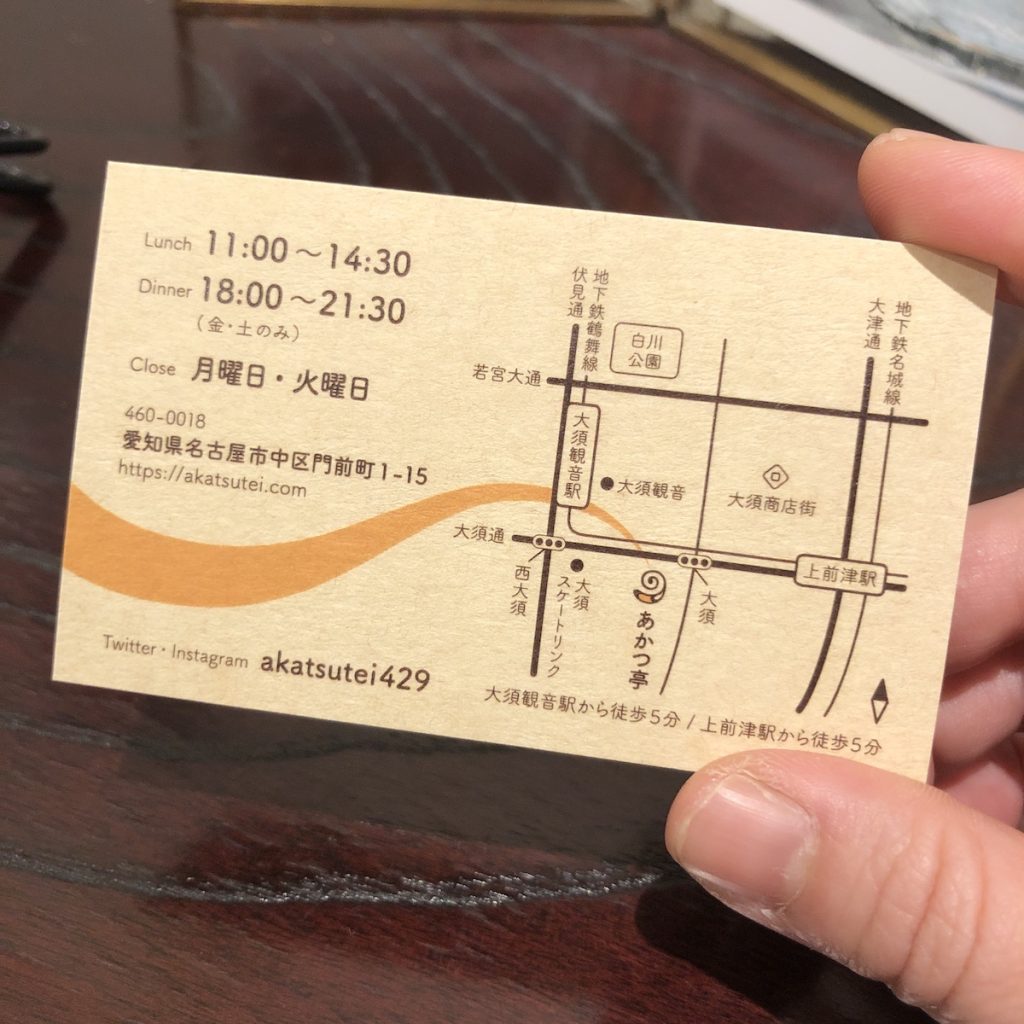 Lunch 11:00～14:30
Dinner 18:00～21:30
（金・土のみ）
Close 月曜日・火曜日
460-0018
愛知県名古屋市中区門前町1-15
https://akatsutei.com
Twitter・Instagram akatsutei429
地下鉄鶴舞線
伏見通
白川
公園
地下鉄名城線
大津通
若宮大通
大須観音駅
大須観音
大須商店街
大須通
西大須
大須
スケートリンク
あかつ亭
大須
上前津駅
大須観音駅から徒歩5分 / 上前津駅から徒歩5分